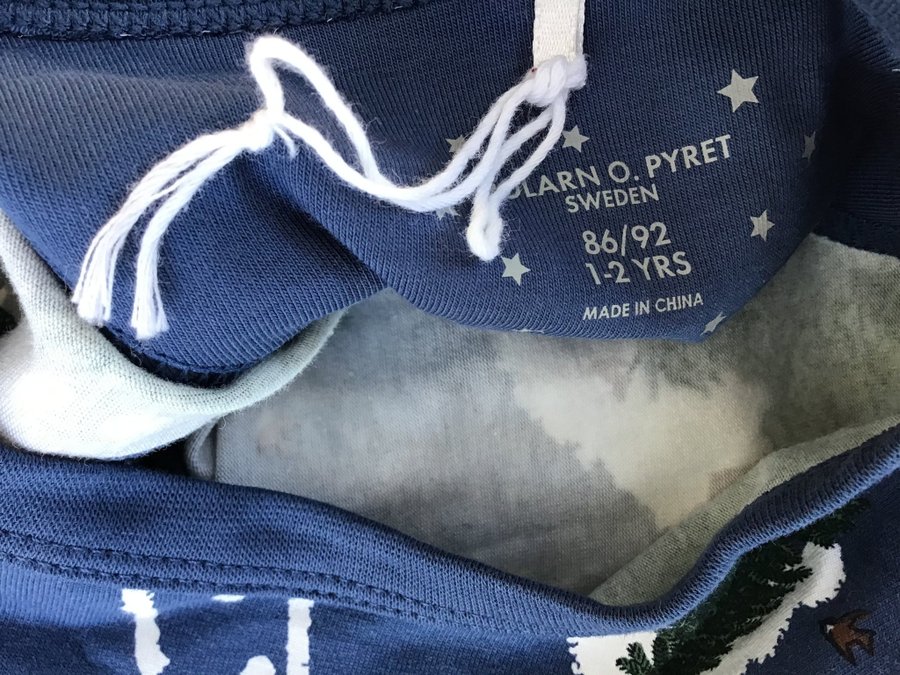 OLARN O. PYRET
SWEDEN
86/92
1-2 YRS
MADE IN CHINA